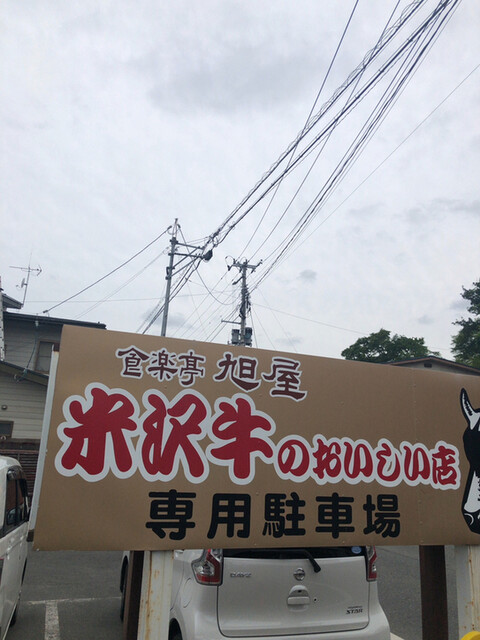 食楽亭 旭屋
米沢牛のおいしい店
専用駐車場